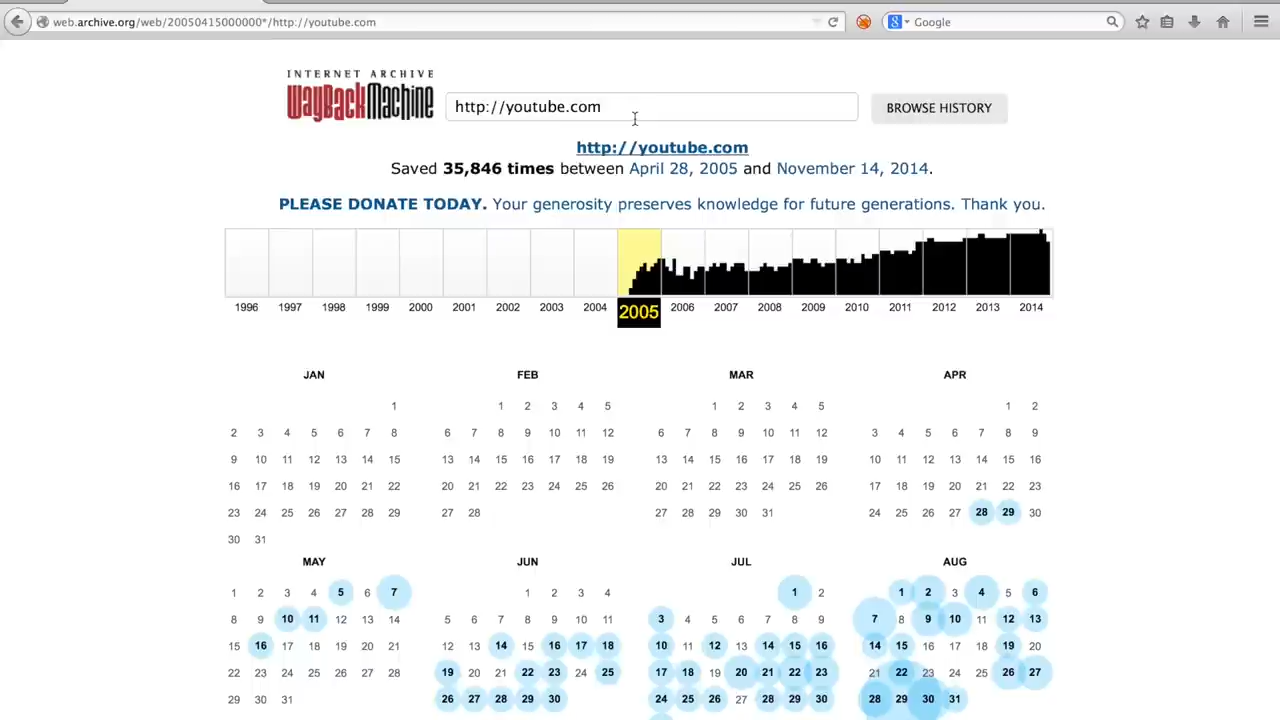 web.archive.org/web/20050415000000*/http://youtube.com
Google
INTERNET ARCHIVE
WayBackMachine
http://youtube.com
BROWSE HISTORY
http://youtube.com
Saved 35,846 times between April 28, 2005 and November 14, 2014.
PLEASE DONATE TODAY. Your generosity preserves knowledge for future generations. Thank you.
1996 1997 1998 1999 2000 2001 2002 2003 2004 2005 2006 2007 2008 2009 2010 2011 2012 2013 2014
JAN FEB MAR APR
1 1 2 3 4 5 1 2 3 4 5 1 2
2 3 4 5 6 7 8 6 7 8 9 10 11 12 6 7 8 9 10 11 12 3 4 5 6 7 8 9
9 10 11 12 13 14 15 13 14 15 16 17 18 19 13 14 15 16 17 18 19 10 11 12 13 14 15 16
16 17 18 19 20 21 22 20 21 22 23 24 25 26 20 21 22 23 24 25 26 17 18 19 20 21 22 23
23 24 25 26 27 28 29 27 28 27 28 29 30 31 24 25 26 27 28 29 30
30 31
MAY JUN JUL AUG
1 2 3 4 5 6 7 1 2 3 4 1 2 1 2 3 4 5 6
8 9 10 11 12 13 14 5 6 7 8 9 10 11 3 4 5 6 7 8 9 7 8 9 10 11 12 13
15 16 17 18 19 20 21 12 13 14 15 16 17 18 10 11 12 13 14 15 16 14 15 16 17 18 19 20
22 23 24 25 26 27 28 19 20 21 22 23 24 25 17 18 19 20 21 22 23 21 22 23 24 25 26 27
29 30 31 26 27 28 29 30 24 25 26 27 28 29 30 28 29 30 31